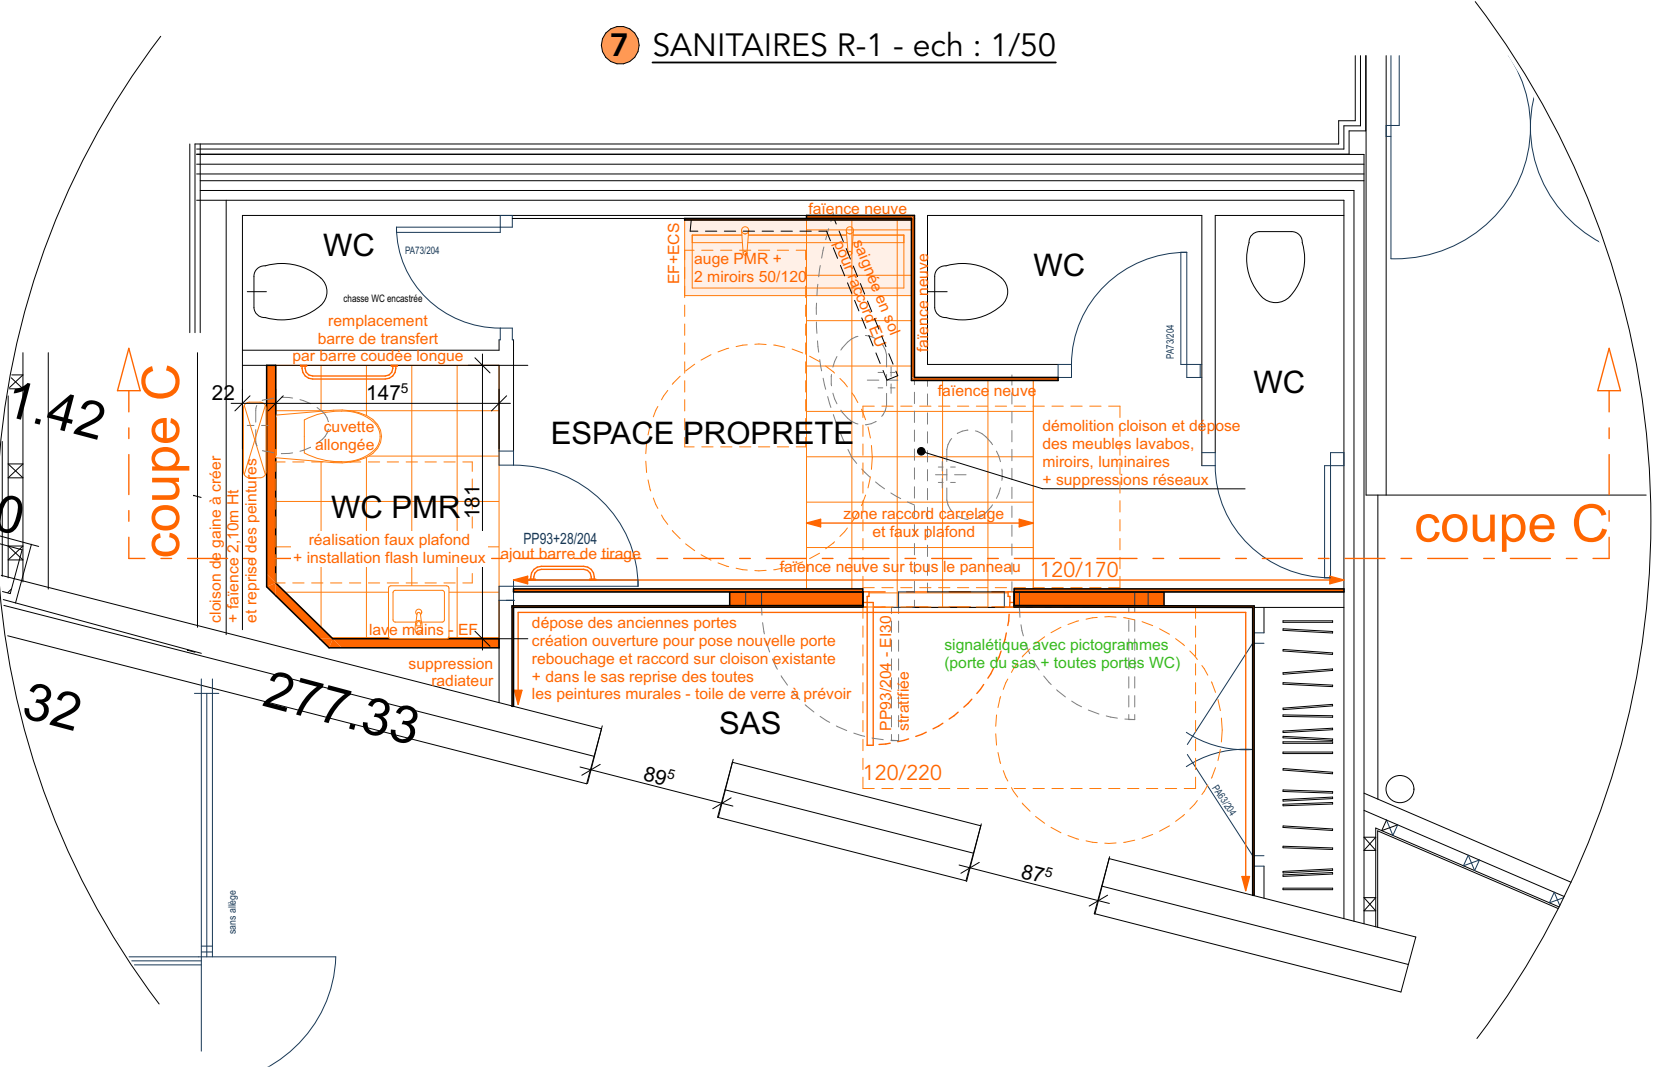 7 SANITAIRES R-1 - ech : 1/50
WC
PA73/204
chasse WC encastrée
remplacement
barre de transfert
par barre coudée longue
22
147⁵
cuvette
allongée
WC PMR
181
réalisation faux plafond
+ installation flash lumineux
lave mains - EF
cloison de gaine à créer
+ faïence 2,10m Ht
et reprise des peintures
suppression
radiateur
coupe C
1.42
0
32
277.33
EF+ECS
auge PMR +
2 miroirs 50/120
faïence neuve
saignée en sol
pour raccord EU
faïence neuve
faïence neuve
ESPACE PROPRETE
WC
PA73/204
WC
démolition cloison et dépose
des meubles lavabos,
miroirs, luminaires
+ suppressions réseaux
zone raccord carrelage
et faux plafond
PP93+28/204
ajout barre de tirage
faïence neuve sur tous le panneau
120/170
coupe C
dépose des anciennes portes
création ouverture pour pose nouvelle porte
rebouchage et raccord sur cloison existante
+ dans le sas reprise des toutes
les peintures murales - toile de verre à prévoir
PP93/204 - EI30
stratifiée
signalétique avec pictogrammes
(porte du sas + toutes portes WC)
SAS
120/220
PA63/204
89⁵
87⁵
sans allège